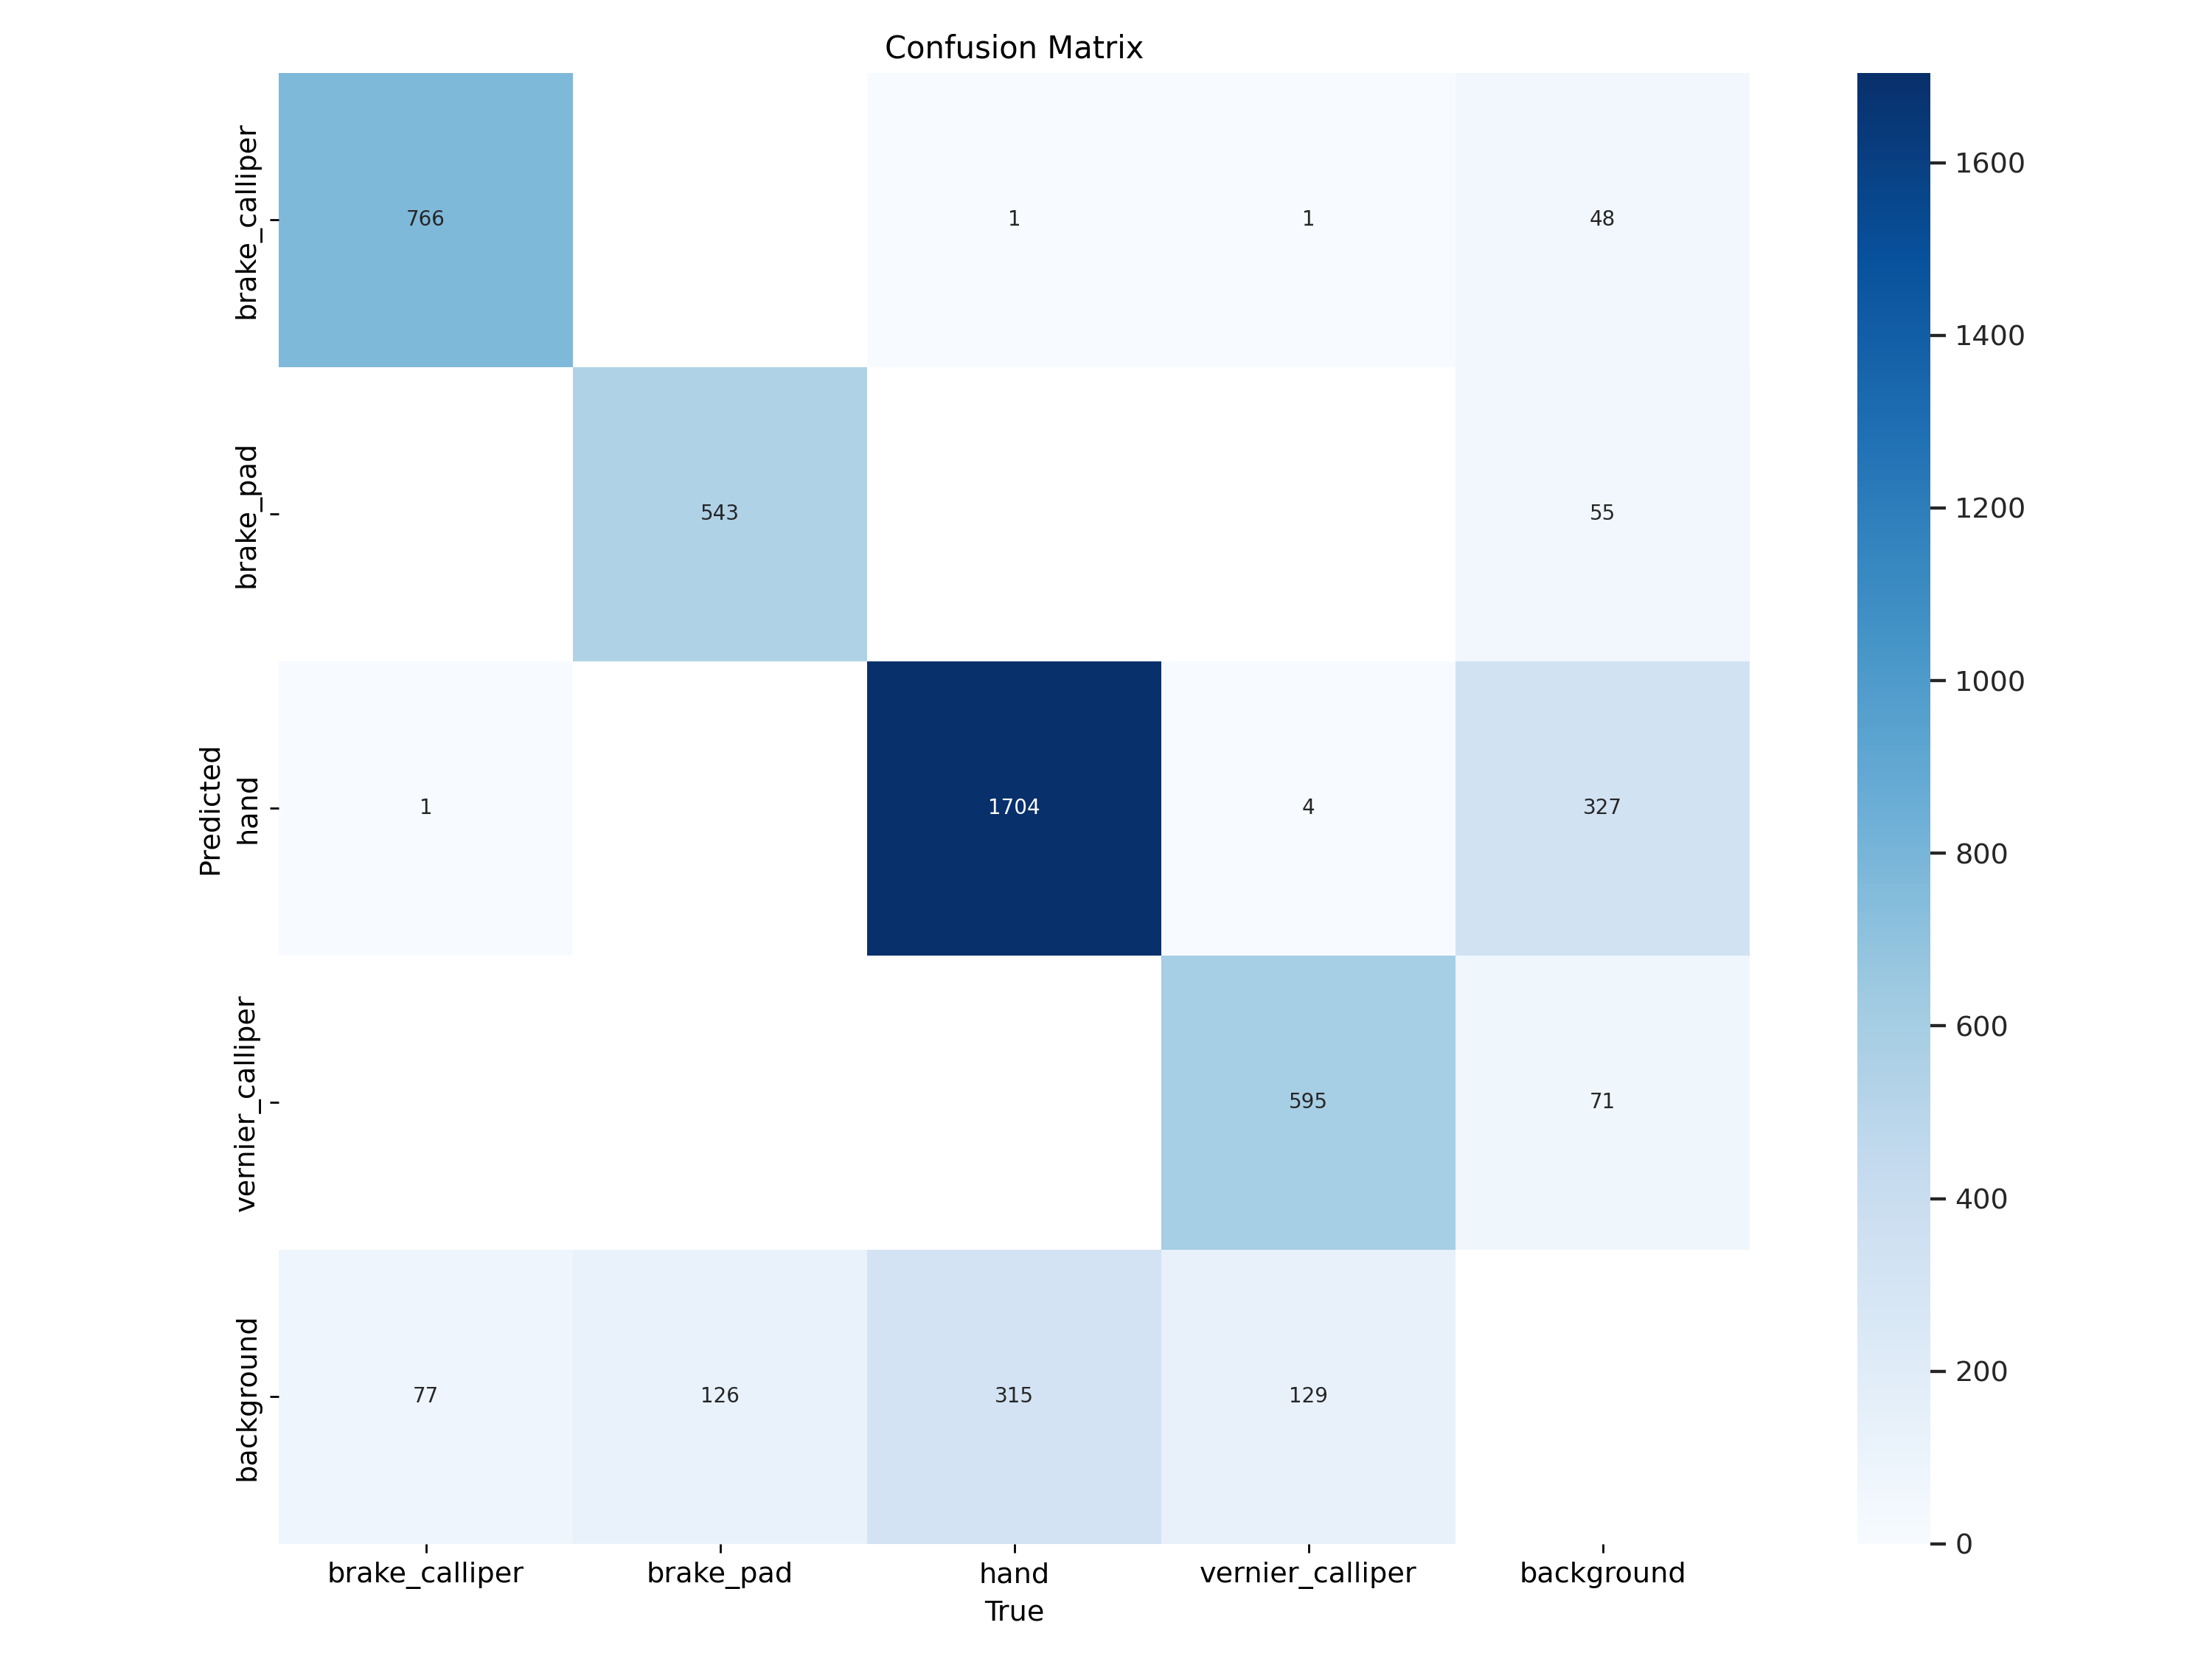 Confusion Matrix
brake_calliper
766
1
1
48
brake_pad
543
55
Predicted
hand
1
1704
4
327
vernier_calliper
595
71
background
77
126
315
129
brake_calliper
brake_pad
hand
vernier_calliper
background
True
1600
1400
1200
1000
800
600
400
200
0